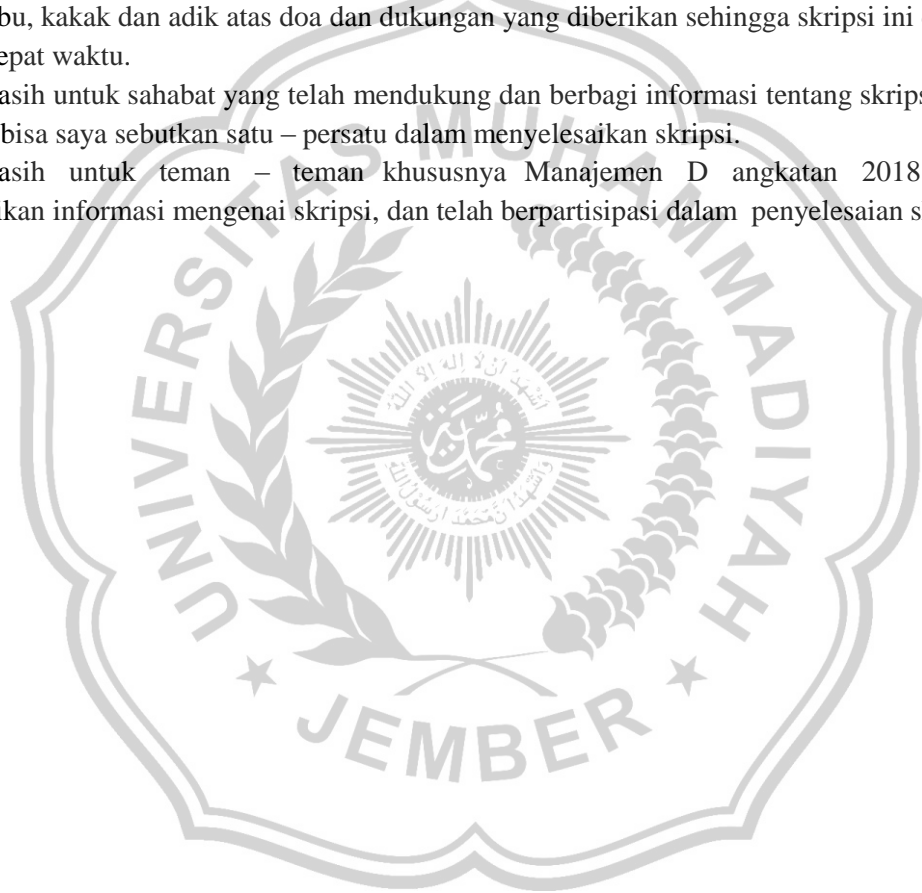 bu, kakak dan adik atas doa dan dukungan yang diberikan sehingga skripsi ini
epat waktu.
asih untuk sahabat yang telah mendukung dan berbagi informasi tentang skrips
bisa saya sebutkan satu – persatu dalam menyelesaikan skripsi.
asih untuk teman – teman khususnya Manajemen D angkatan 2018
ikan informasi mengenai skripsi, dan telah berpartisipasi dalam penyelesaian s
UNIVERSITAS MUHAMMADIYAH
JEMBER